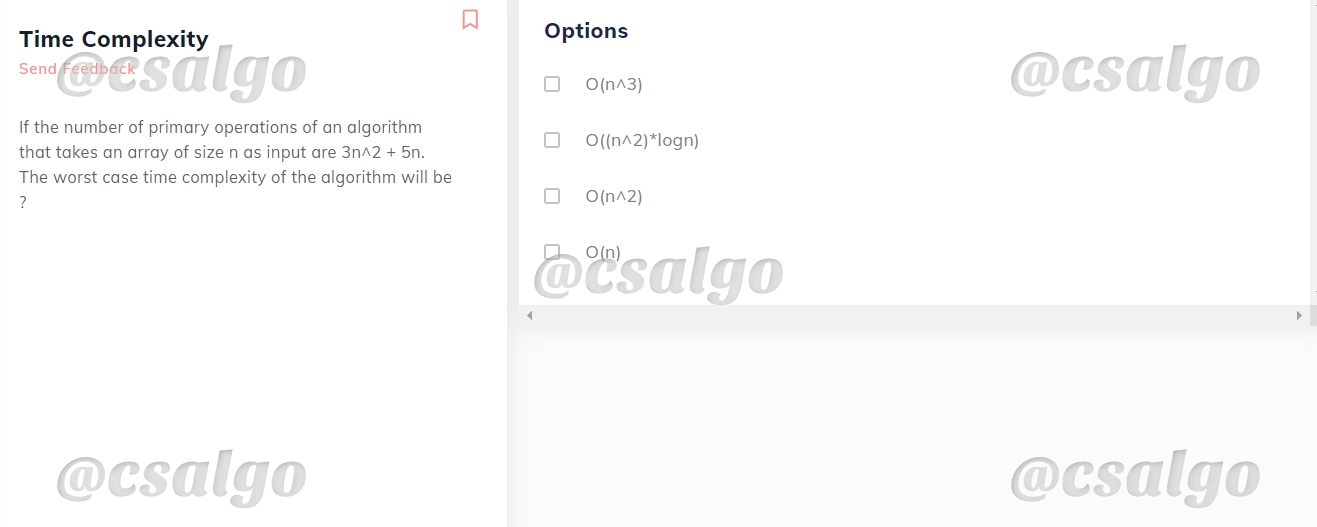 Time Complexity
Send Feedback
If the number of primary operations of an algorithm
that takes an array of size n as input are 3n^2 + 5n.
The worst case time complexity of the algorithm will be
?
Options
O(n^3)
O((n^2)*logn)
O(n^2)
O(n)
@csalgo
@csalgo
@csalgo
@csalgo
@csalgo